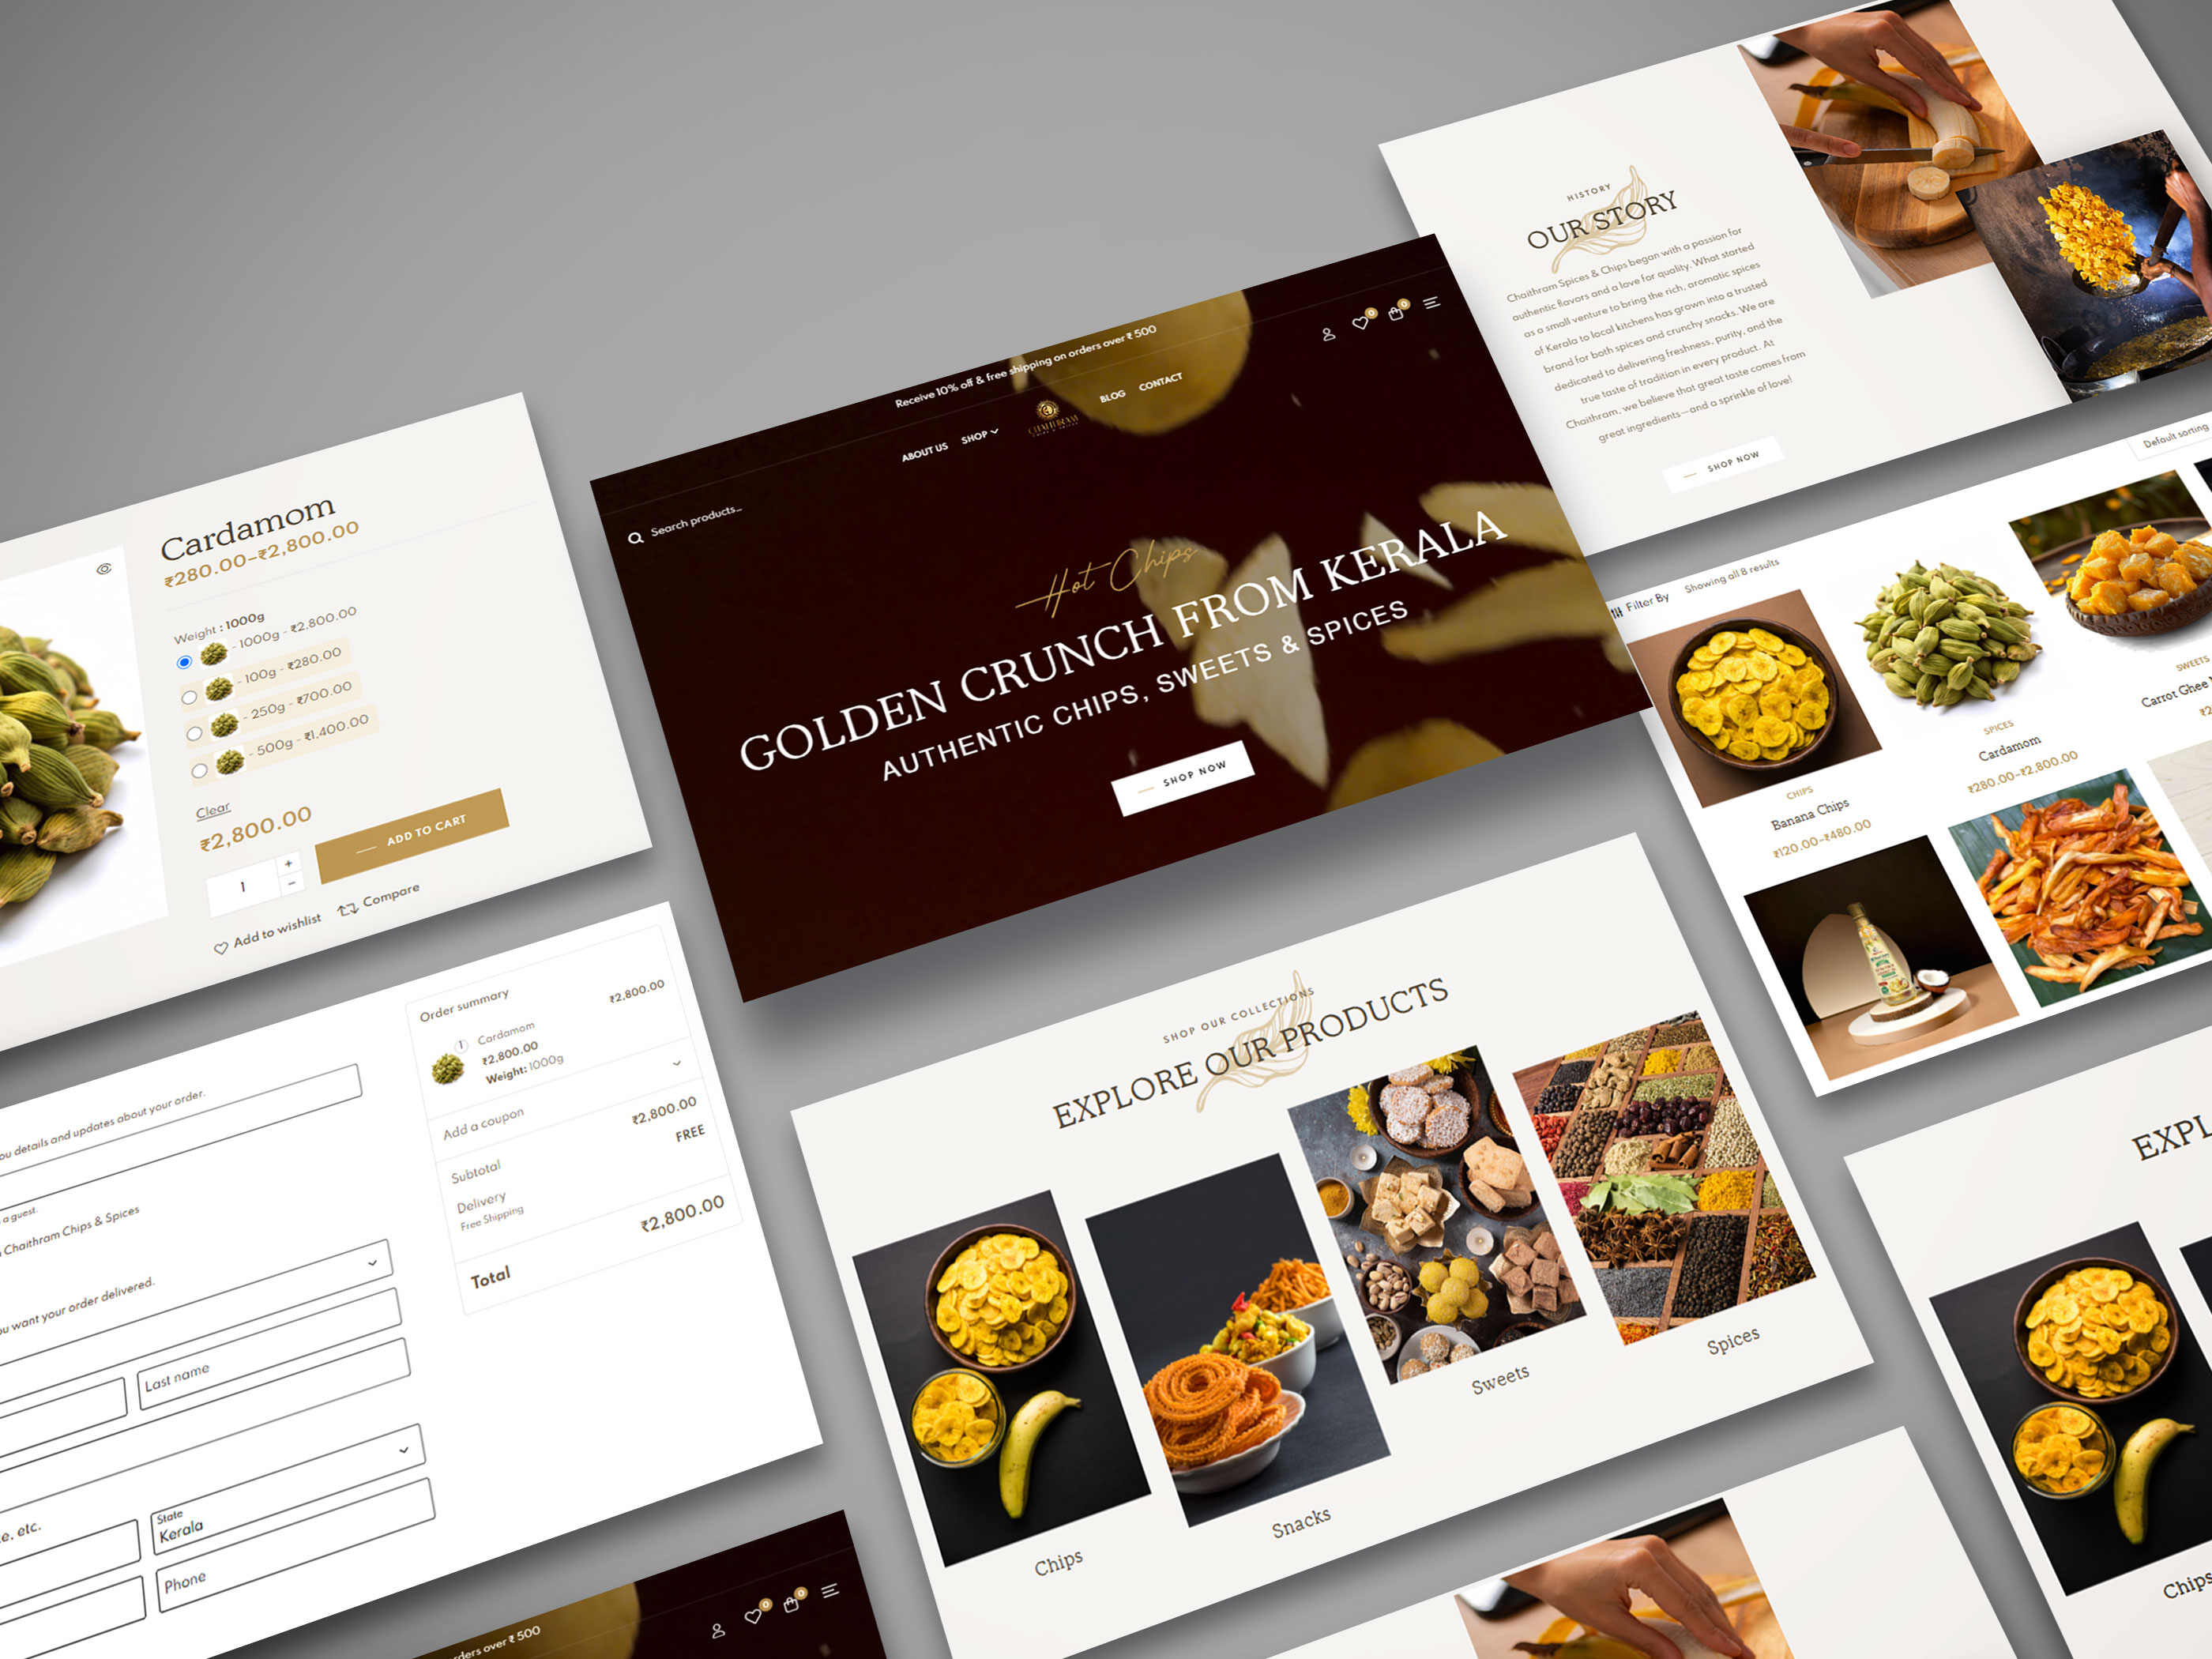 HISTORY
OUR STORY
Chaithram Spices & Chips began with a passion for
authentic flavors and a love for quality. What started
as a small venture to bring the rich, aromatic spices
of Kerala to local kitchens has grown into a trusted
brand for both spices and crunchy snacks. We are
dedicated to delivering freshness, purity, and the
true taste of tradition in every product. At
Chaithram, we believe that great taste comes from
great ingredients—and a sprinkle of love!
SHOP NOW
Receive 10% off & free shipping on orders over ₹ 500
0
0
ABOUT US
SHOP
CHAITHRAM
BLOG
CONTACT
Search products...
Hot Chips
GOLDEN CRUNCH FROM KERALA
AUTHENTIC CHIPS, SWEETS & SPICES
SHOP NOW
Cardamom
₹280.00–₹2,800.00
Weight : 1000g
- 1000g - ₹2,800.00
- 100g - ₹280.00
- 250g - ₹700.00
- 500g - ₹1,400.00
Clear
₹2,800.00
1
+
−
ADD TO CART
Add to wishlist
Compare
Default sorting
Filter By
Showing all 8 results
CHIPS
Banana Chips
₹120.00–₹480.00
SPICES
Cardamom
₹280.00–₹2,800.00
SWEETS
Carrot Ghee
Order summary
1
Cardamom
₹2,800.00
₹2,800.00
Weight: 1000g
Add a coupon
Subtotal
₹2,800.00
Delivery
FREE
Free Shipping
Total
₹2,800.00
ou details and updates about your order.
a guest.
Chaithram Chips & Spices
ou want your order delivered.
Last name
e, etc.
State
Kerala
Phone
SHOP OUR COLLECTIONS
EXPLORE OUR PRODUCTS
Chips
Snacks
Sweets
Spices
EXPL
Chips
rders over ₹ 500
0
0